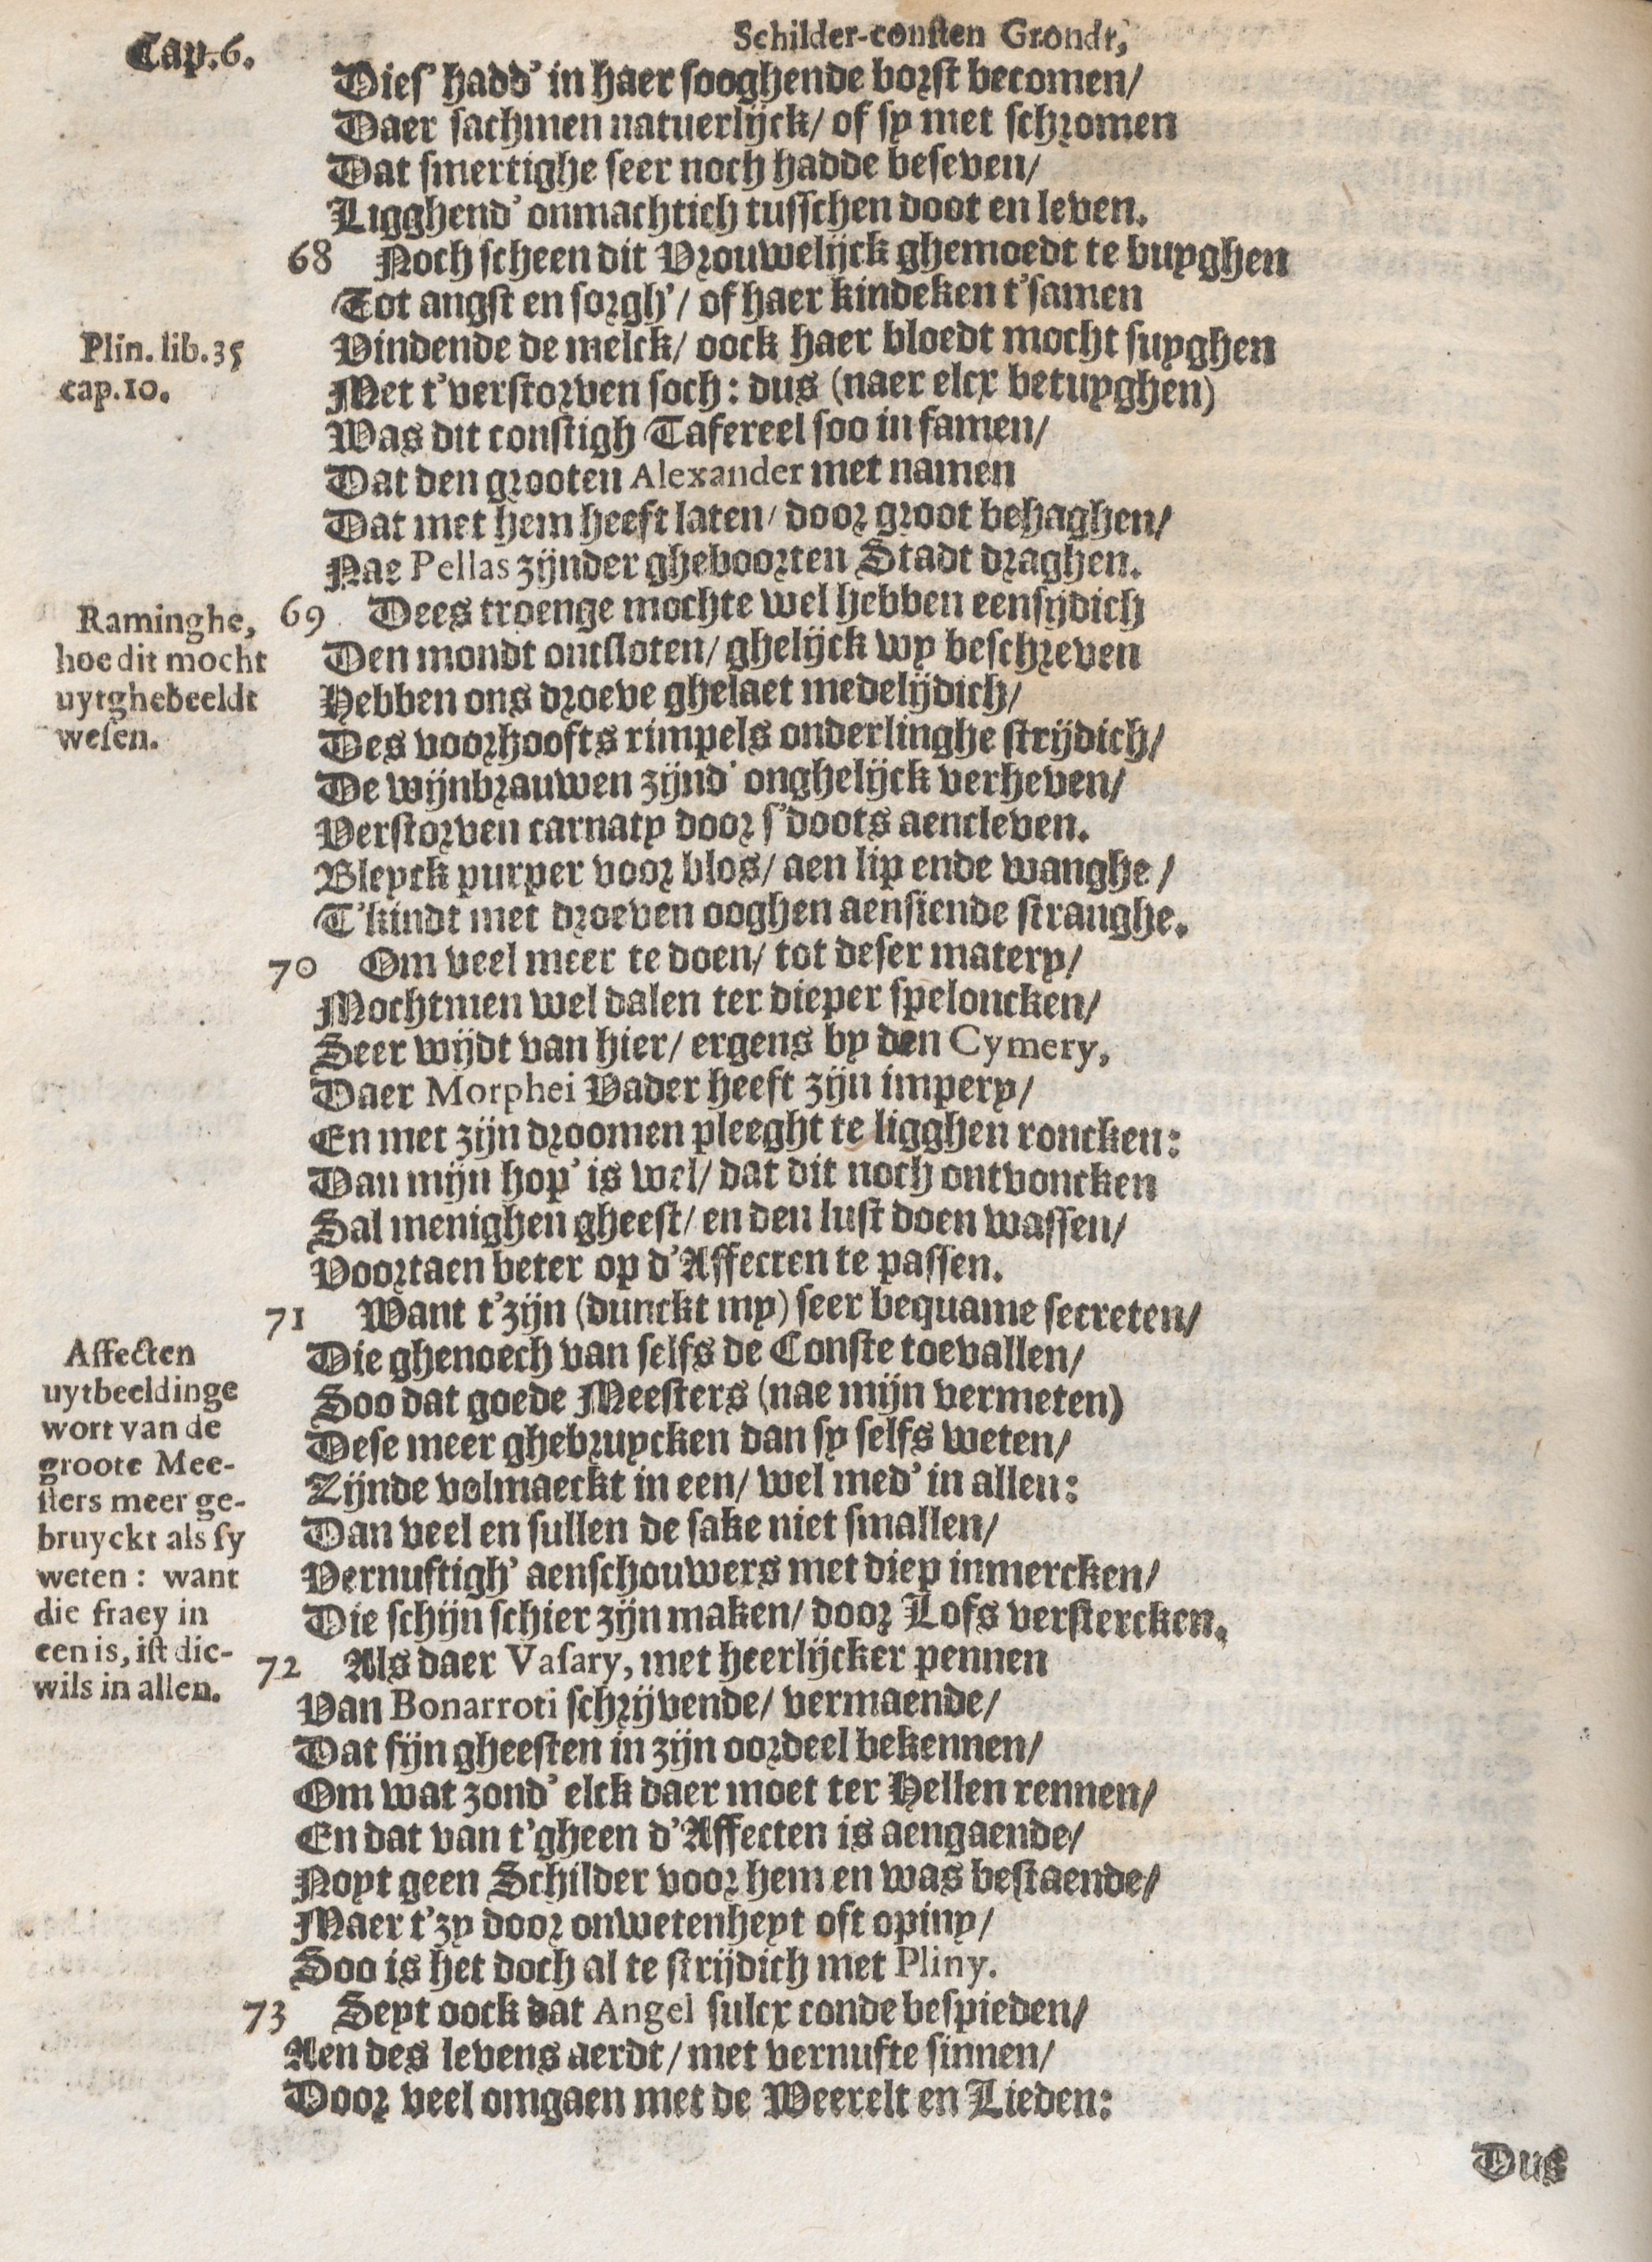 Cap.6.
Schilder-consten Grondt,
Dies' hadd' in haer sooghende borst becomen/
Daer sachmen natuerlijck/ of sy met schromen
Dat smertighe seer noch hadde beseven/
Ligghend' onmachtich tusschen doot en leven.
68 Noch scheen dit Vrouwelijck ghemoedt te buyghen
Tot angst en sorgh'/ of haer kindeken t'samen
Plin. lib.35
cap.10.
Vindende de melck/ oock haer bloedt mocht suyghen
Met t'verstorven soch: dus (naer elcx betuyghen)
Was dit constigh Tafereel soo in famen/
Dat den grooten Alexander met namen
Dat met hem heeft laten/ door groot behaghen/
Nae Pellas zijnder gheboorten Stadt draghen.
Raminghe,
hoe dit mocht
uytghebeeldt
wesen.
69 Dees troenge mochte wel hebben eensijdich
Den mondt ontsloten/ ghelijck wy beschreven
Hebben ons droeve ghelaet medelijdich/
Des voorhoofts rimpels onderlinghe strijdich/
De wijnbrauwen zijnd' onghelijck verheven/
Verstorven carnaty door s'doots aencleven.
Bleyck purper voor blos/ aen lip ende wanghe/
T'kindt met droeven ooghen aensiende stranghe.
70 Om veel meer te doen/ tot deser matery/
Mochtmen wel dalen ter dieper speloncken/
Seer wijdt van hier/ ergens by den Cymery,
Daer Morphei Vader heeft zijn impery/
En met zijn droomen pleeght te ligghen roncken:
Dan mijn hop' is wel/ dat dit noch ontvoncken
Sal menighen gheest/ en den lust doen wassen/
Voortaen beter op d'Affecten te passen.
71 Want t'zijn (dunckt my) seer bequame secreten/
Affecten
uytbeeldinge
wort van de
groote Mee-
sters meer ge-
bruyckt als sy
weten: want
die fraey in
een is, ist dic-
wils in allen.
Die ghenoech van selfs de Conste toevallen/
Soo dat goede Meesters (nae mijn vermeten)
Dese meer ghebruycken dan sy selfs weten/
Zijnde volmaeckt in een/ wel med' in allen:
Dan veel en sullen de sake niet smallen/
Vernuftigh' aenschouwers met diep inmercken/
Die schijn schier zijn maken/ door Lofs verstercken.
72 Als daer Vasary, met heerlijcker pennen
Van Bonarroti schrijvende/ vermaende/
Dat sijn gheesten in zijn oordeel bekennen/
Om wat zond' elck daer moet ter Hellen rennen/
En dat van t'gheen d'Affecten is aengaende/
Noyt geen Schilder voor hem en was bestaende/
Maer t'zy door onwetenheyt oft opiny/
Soo is het doch al te strijdich met Pliny.
73 Seyt oock dat Angel sulcx conde bespieden/
Aen des levens aerdt/ met vernufte sinnen/
Door veel omgaen met de Weerelt en Lieden:
Dus